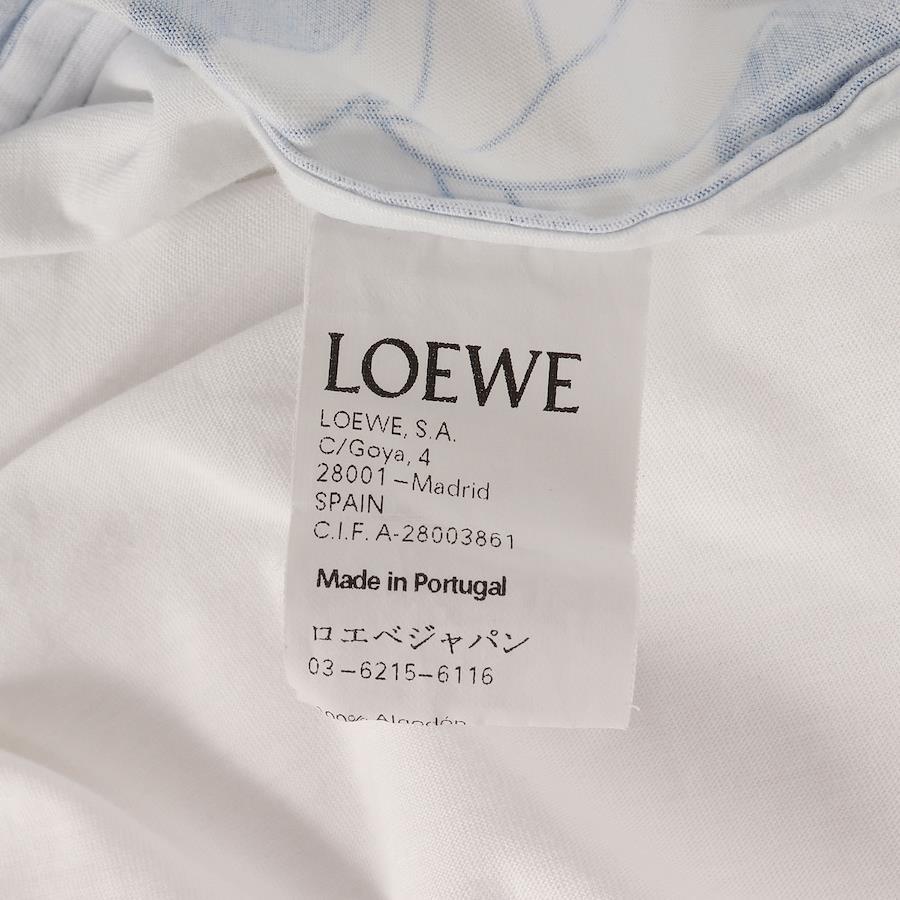 LOEWE
LOEWE, S.A.
C/Goya, 4
28001–Madrid
SPAIN
C.I.F. A-28003861
Made in Portugal
ロエベジャパン
03–6215–6116
Algodón